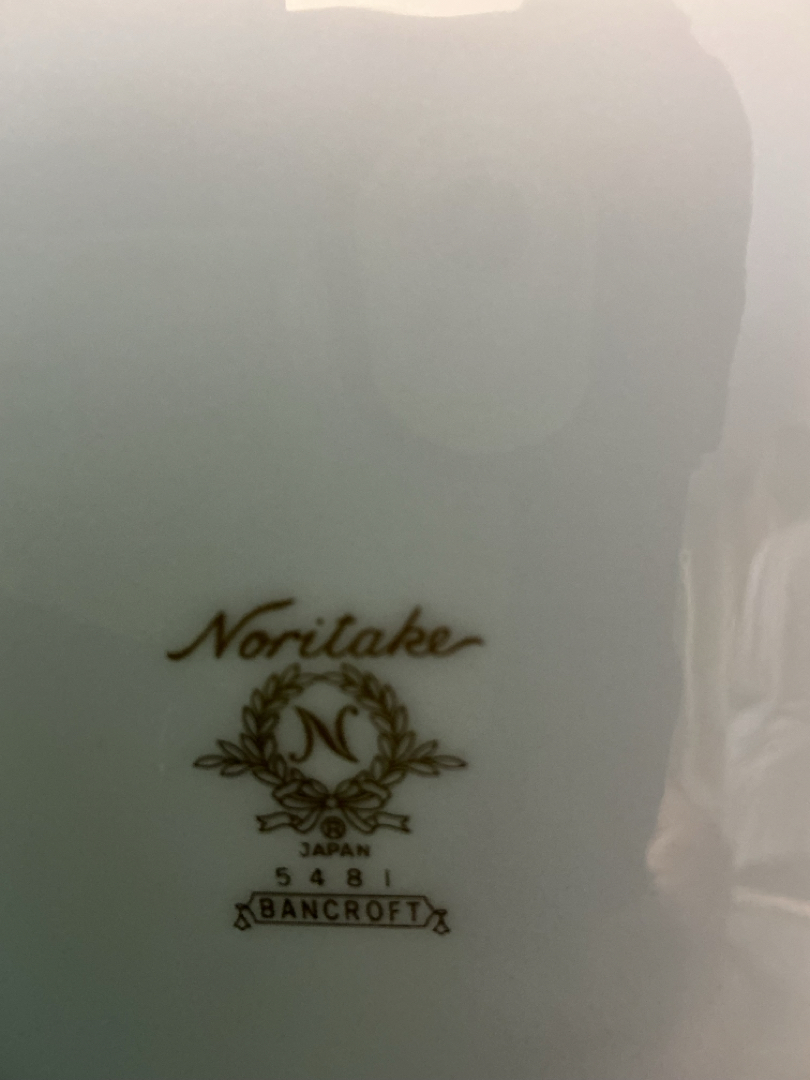 Noritake
N
®
JAPAN
5481
BANCROFT